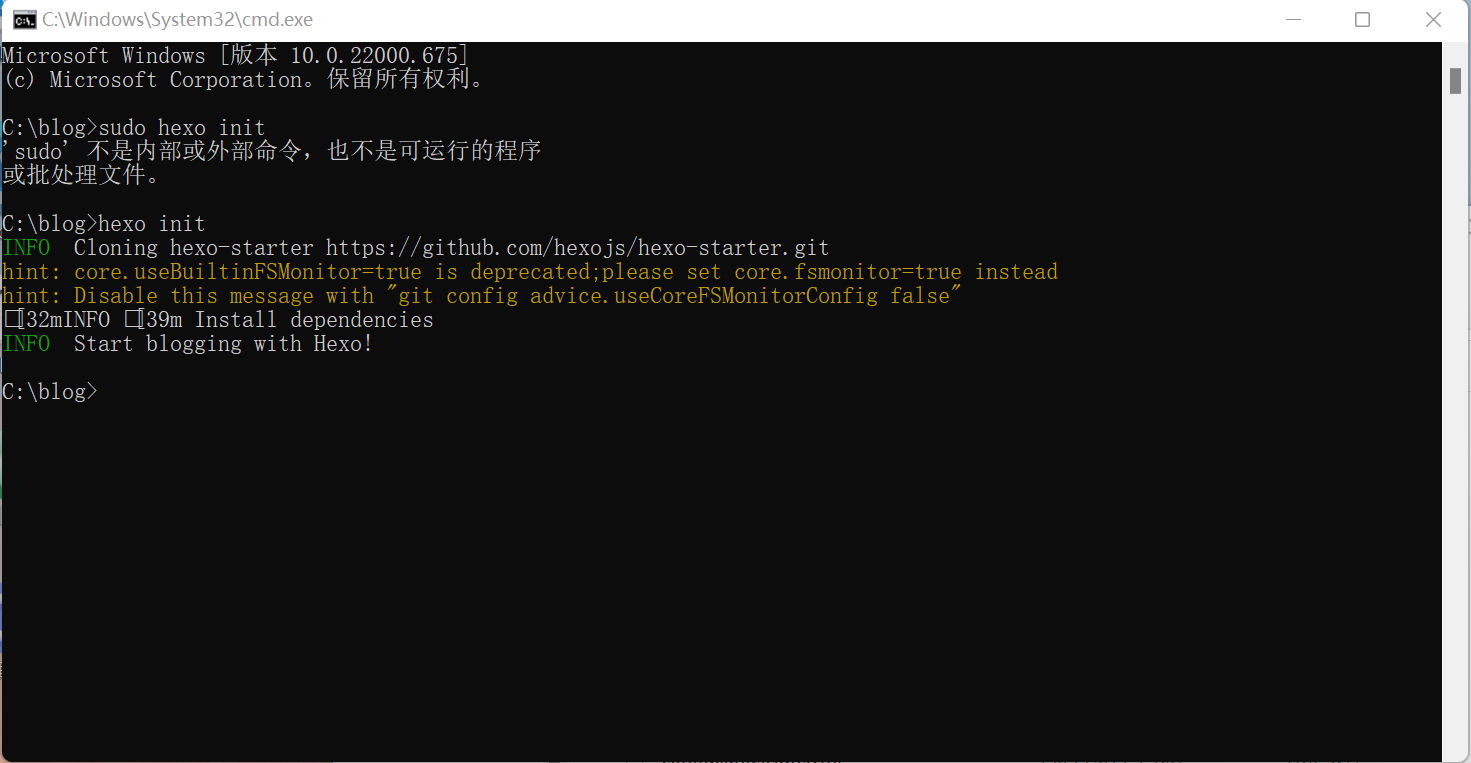 C:\Windows\System32\cmd.exe
Microsoft Windows [版本 10.0.22000.675]
(c) Microsoft Corporation。保留所有权利。
C:\blog>sudo hexo init
'sudo' 不是内部或外部命令，也不是可运行的程序
或批处理文件。
C:\blog>hexo init
INFO  Cloning hexo-starter https://github.com/hexojs/hexo-starter.git
hint: core.useBuiltinFSMonitor=true is deprecated;please set core.fsmonitor=true instead
hint: Disable this message with "git config advice.useCoreFSMonitorConfig false"
□[32mINFO □[39m Install dependencies
INFO  Start blogging with Hexo!
C:\blog>